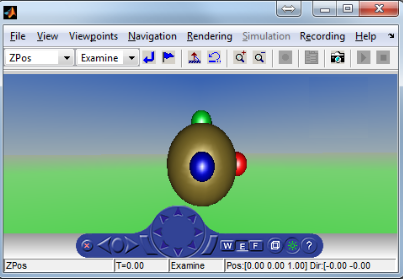 File View Viewpoints Navigation Rendering Simulation Recording Help
ZPos Examine
W E F ?
ZPos T=0.00 Examine Pos:[0.00 0.00 1.00] Dir:[-0.00 -0.00